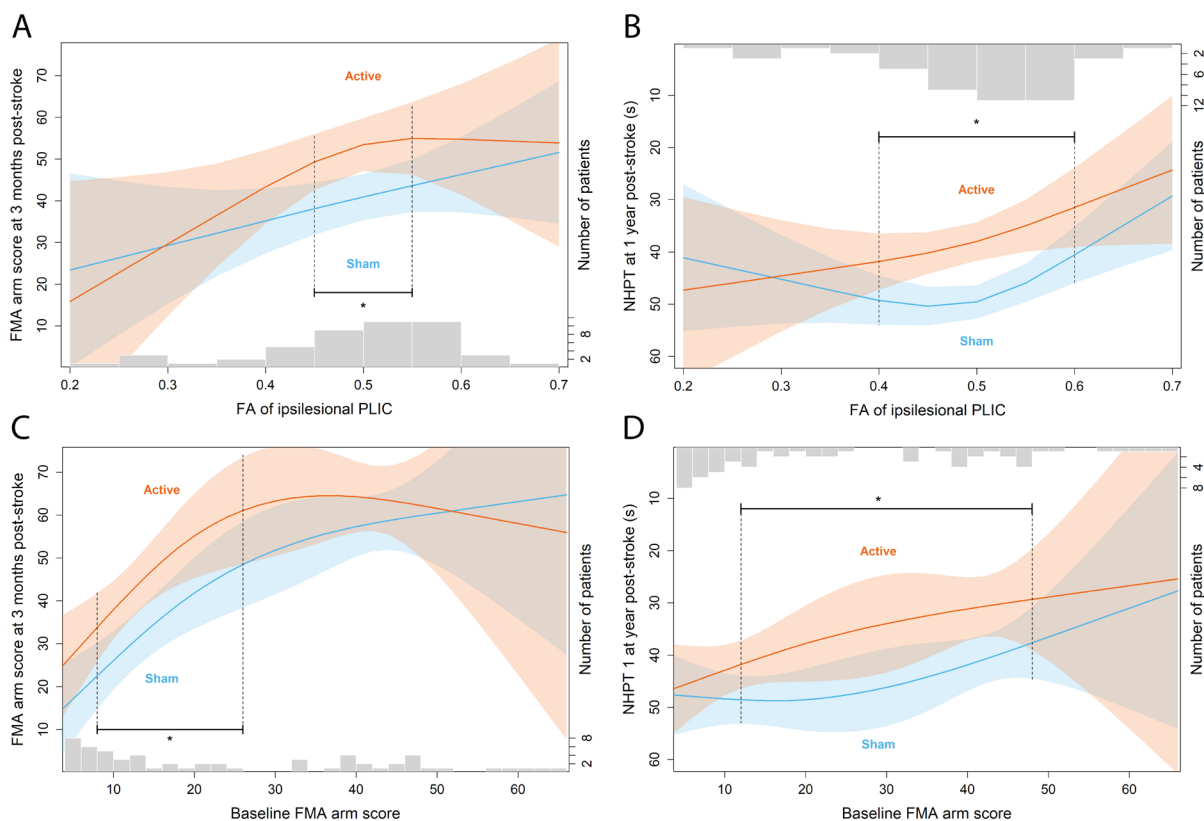 A
FMA arm score at 3 months post-stroke
70
60
50
40
30
20
10
Active
Sham
*
8
2
Number of patients
0.2 0.3 0.4 0.5 0.6 0.7
FA of ipsilesional PLIC
B
NHPT at 1 year post-stroke (s)
10
20
30
40
50
60
*
Active
Sham
2
6
12
Number of patients
0.2 0.3 0.4 0.5 0.6 0.7
FA of ipsilesional PLIC
C
FMA arm score at 3 months post-stroke
70
60
50
40
30
20
10
Active
Sham
*
8
2
Number of patients
10 20 30 40 50 60
Baseline FMA arm score
D
NHPT 1 at year post-stroke (s)
10
20
30
40
50
60
*
Active
Sham
4
8
Number of patients
10 20 30 40 50 60
Baseline FMA arm score